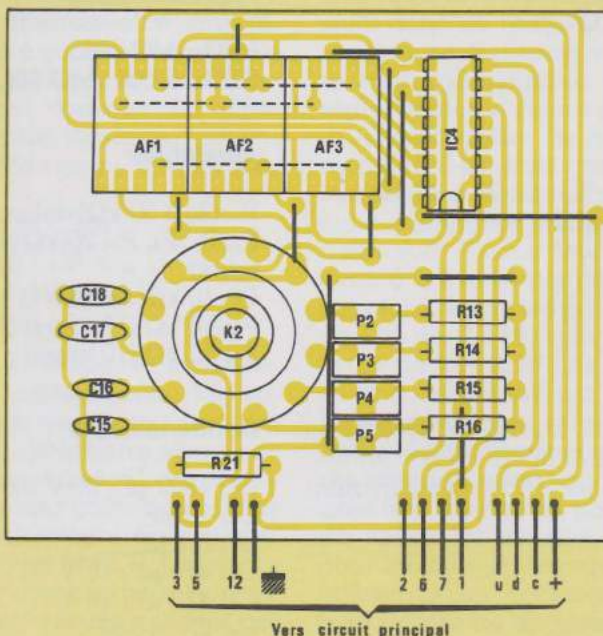 AF1 AF2 AF3
IC4
C18
C17
C16
C15
K2
P2 R13
P3 R14
P4 R15
P5 R16
R21
3 5 12 2 6 7 1 u d c +
Vers circuit principal